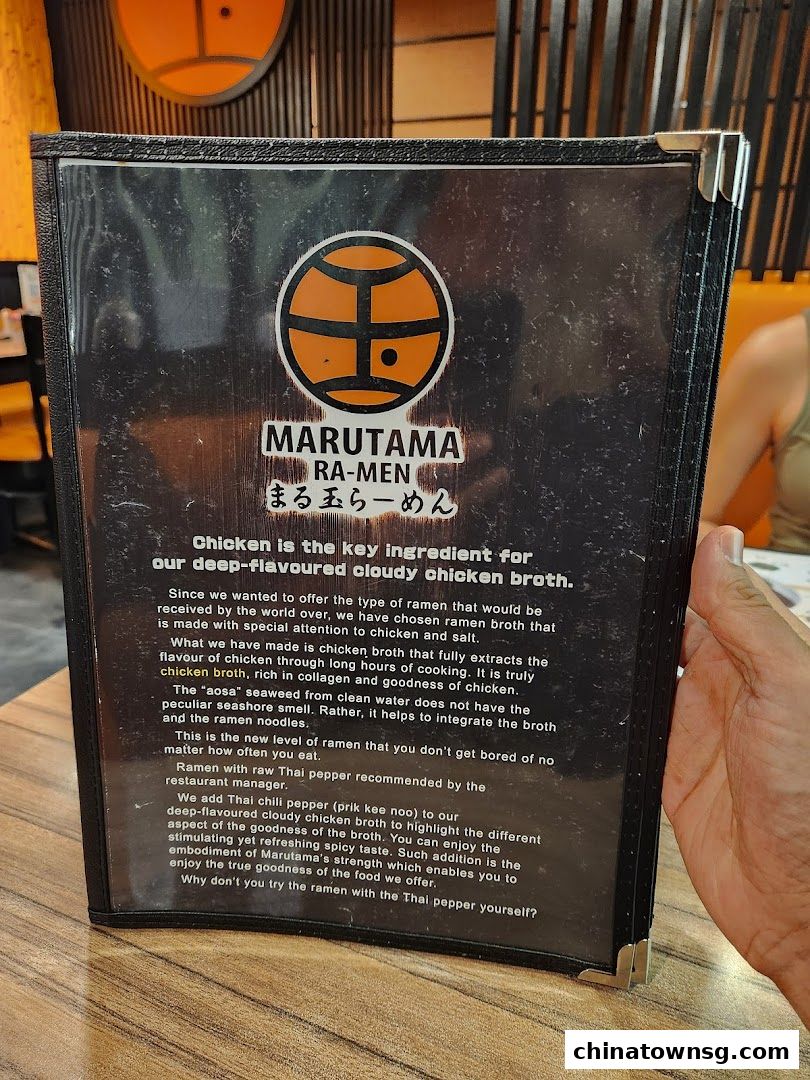 MARUTAMA
RA-MEN
まる玉らーめん
Chicken is the key ingredient for
our deep-flavoured cloudy chicken broth.
Since we wanted to offer the type of ramen that would be
received by the world over, we have chosen ramen broth that
is made with special attention to chicken and salt.
What we have made is chicken broth that fully extracts the
flavour of chicken through long hours of cooking. It is truly
chicken broth, rich in collagen and goodness of chicken.
The "aosa" seaweed from clean water does not have the
peculiar seashore smell. Rather, it helps to integrate the broth
and the ramen noodles.
This is the new level of ramen that you don't get bored of no
matter how often you eat.
Ramen with raw Thai pepper recommended by the
restaurant manager.
We add Thai chili pepper (prik kee noo) to our
deep-flavoured cloudy chicken broth to highlight the different
aspect of the goodness of the broth. You can enjoy the
stimulating yet refreshing spicy taste. Such addition is the
embodiment of Marutama's strength which enables you to
enjoy the true goodness of the food we offer.
Why don't you try the ramen with the Thai pepper yourself?
chinatownsg.com